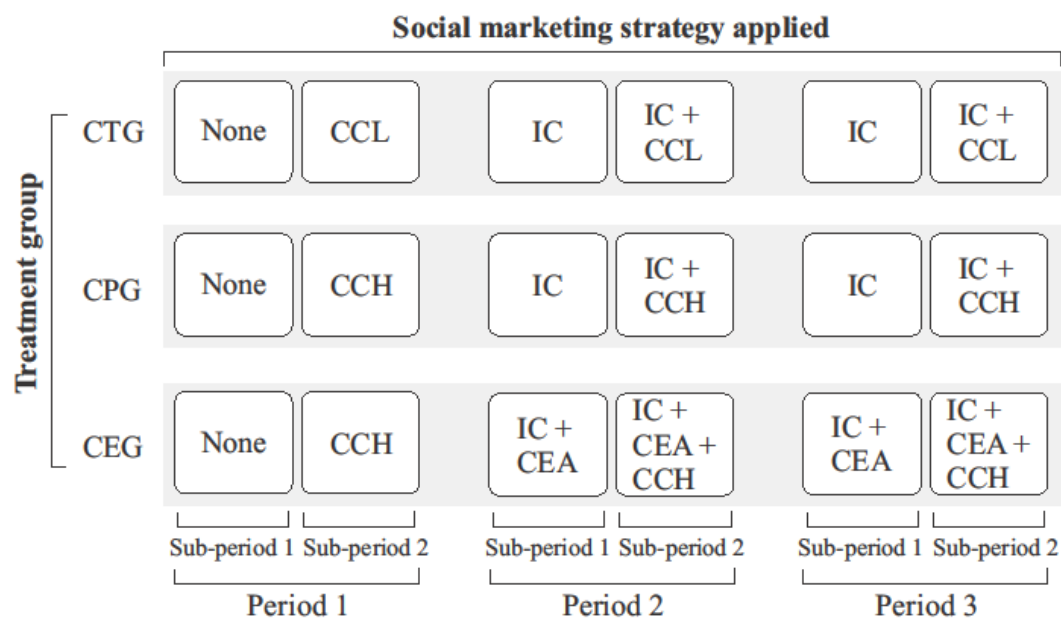 Social marketing strategy applied
Treatment group
CTG
None
CCL
IC
IC +
CCL
IC
IC +
CCL
CPG
None
CCH
IC
IC +
CCH
IC
IC +
CCH
CEG
None
CCH
IC +
CEA
IC +
CEA +
CCH
IC +
CEA
IC +
CEA +
CCH
Sub-period 1
Sub-period 2
Sub-period 1
Sub-period 2
Sub-period 1
Sub-period 2
Period 1
Period 2
Period 3